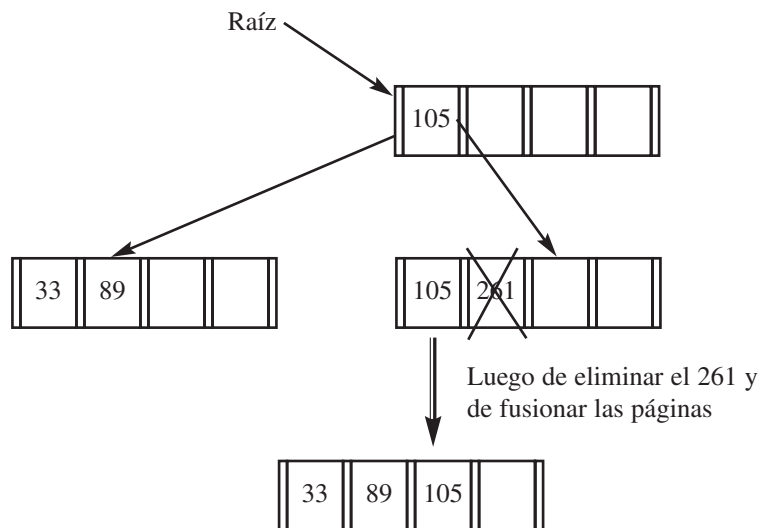 Raíz
105
33 89
105 261
Luego de eliminar el 261 y
de fusionar las páginas
33 89 105